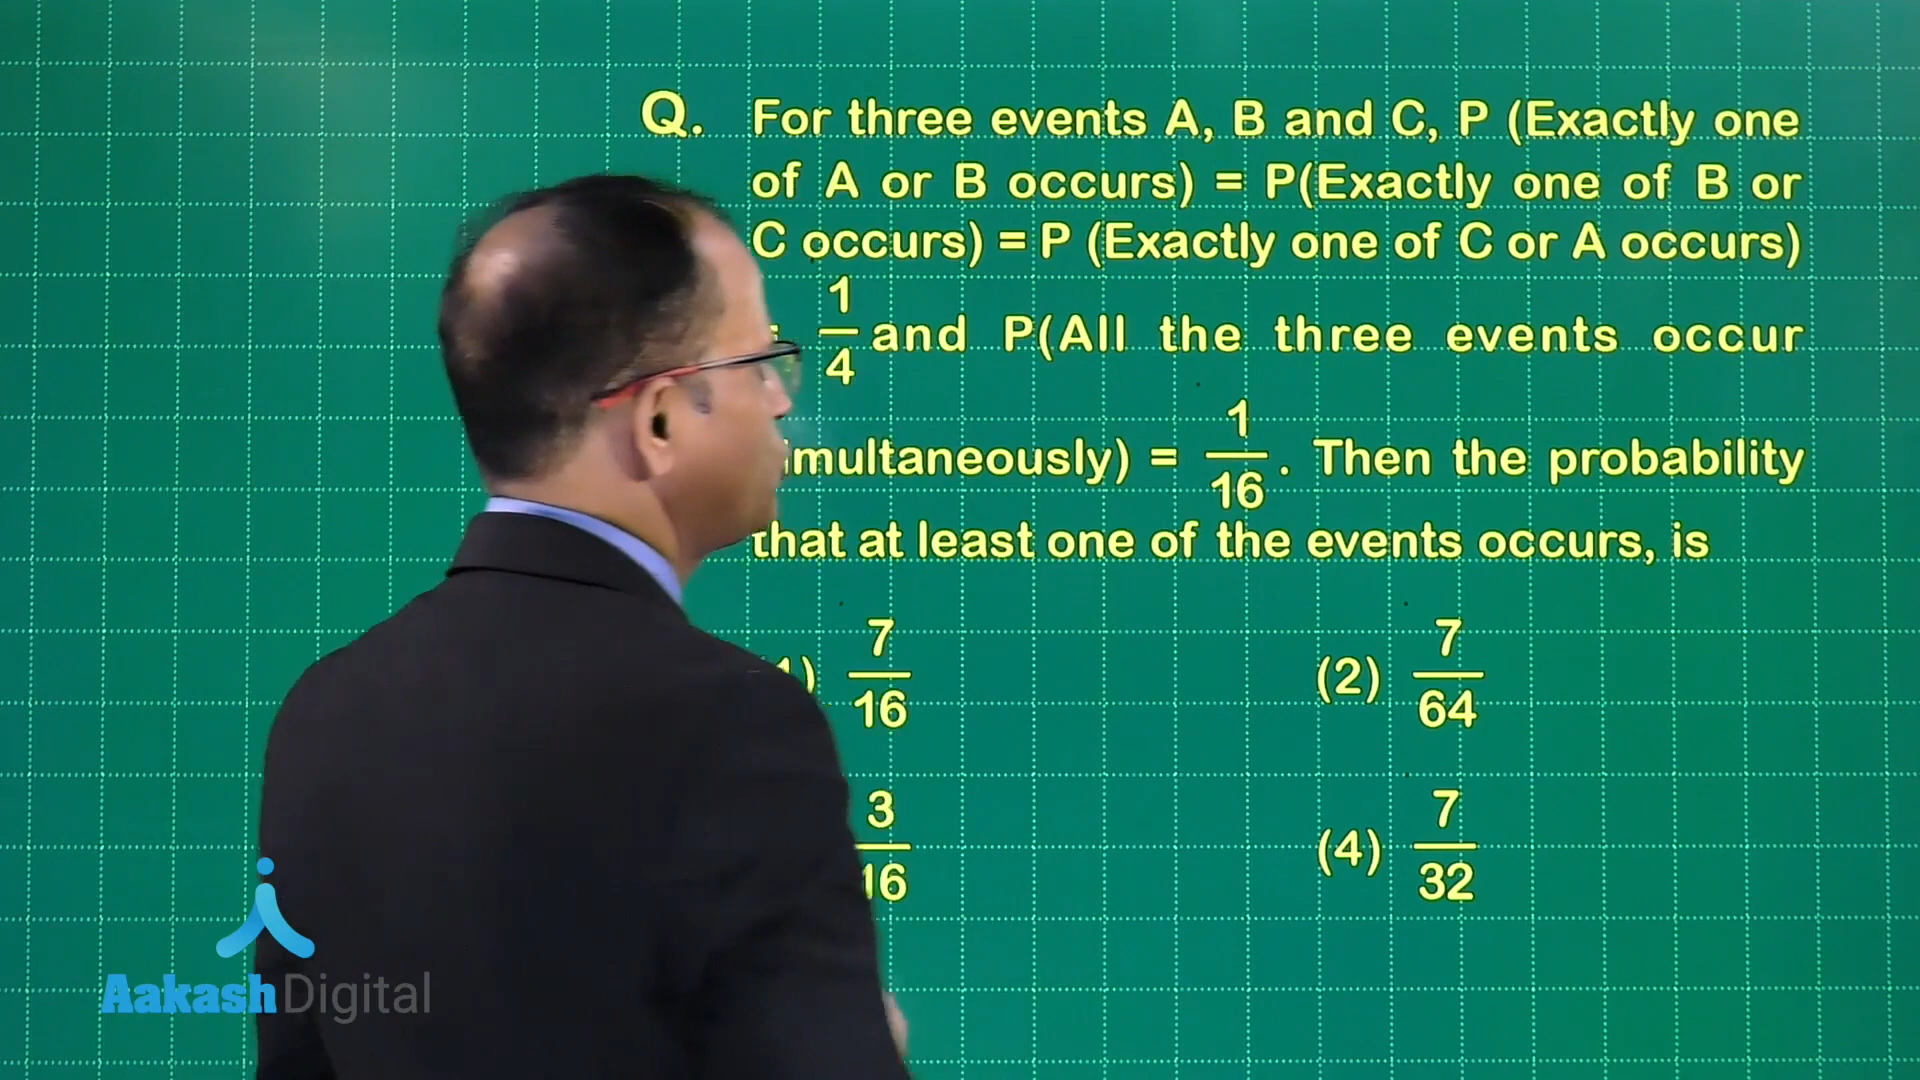 Q. For three events A, B and C, P (Exactly one
of A or B occurs) = P(Exactly one of B or
C occurs) = P (Exactly one of C or A occurs)
= 1/4 and P(All the three events occur
imultaneously) = 1/16. Then the probability
that at least one of the events occurs, is
1) 7/16 (2) 7/64
3/16 (4) 7/32
Aakash Digital